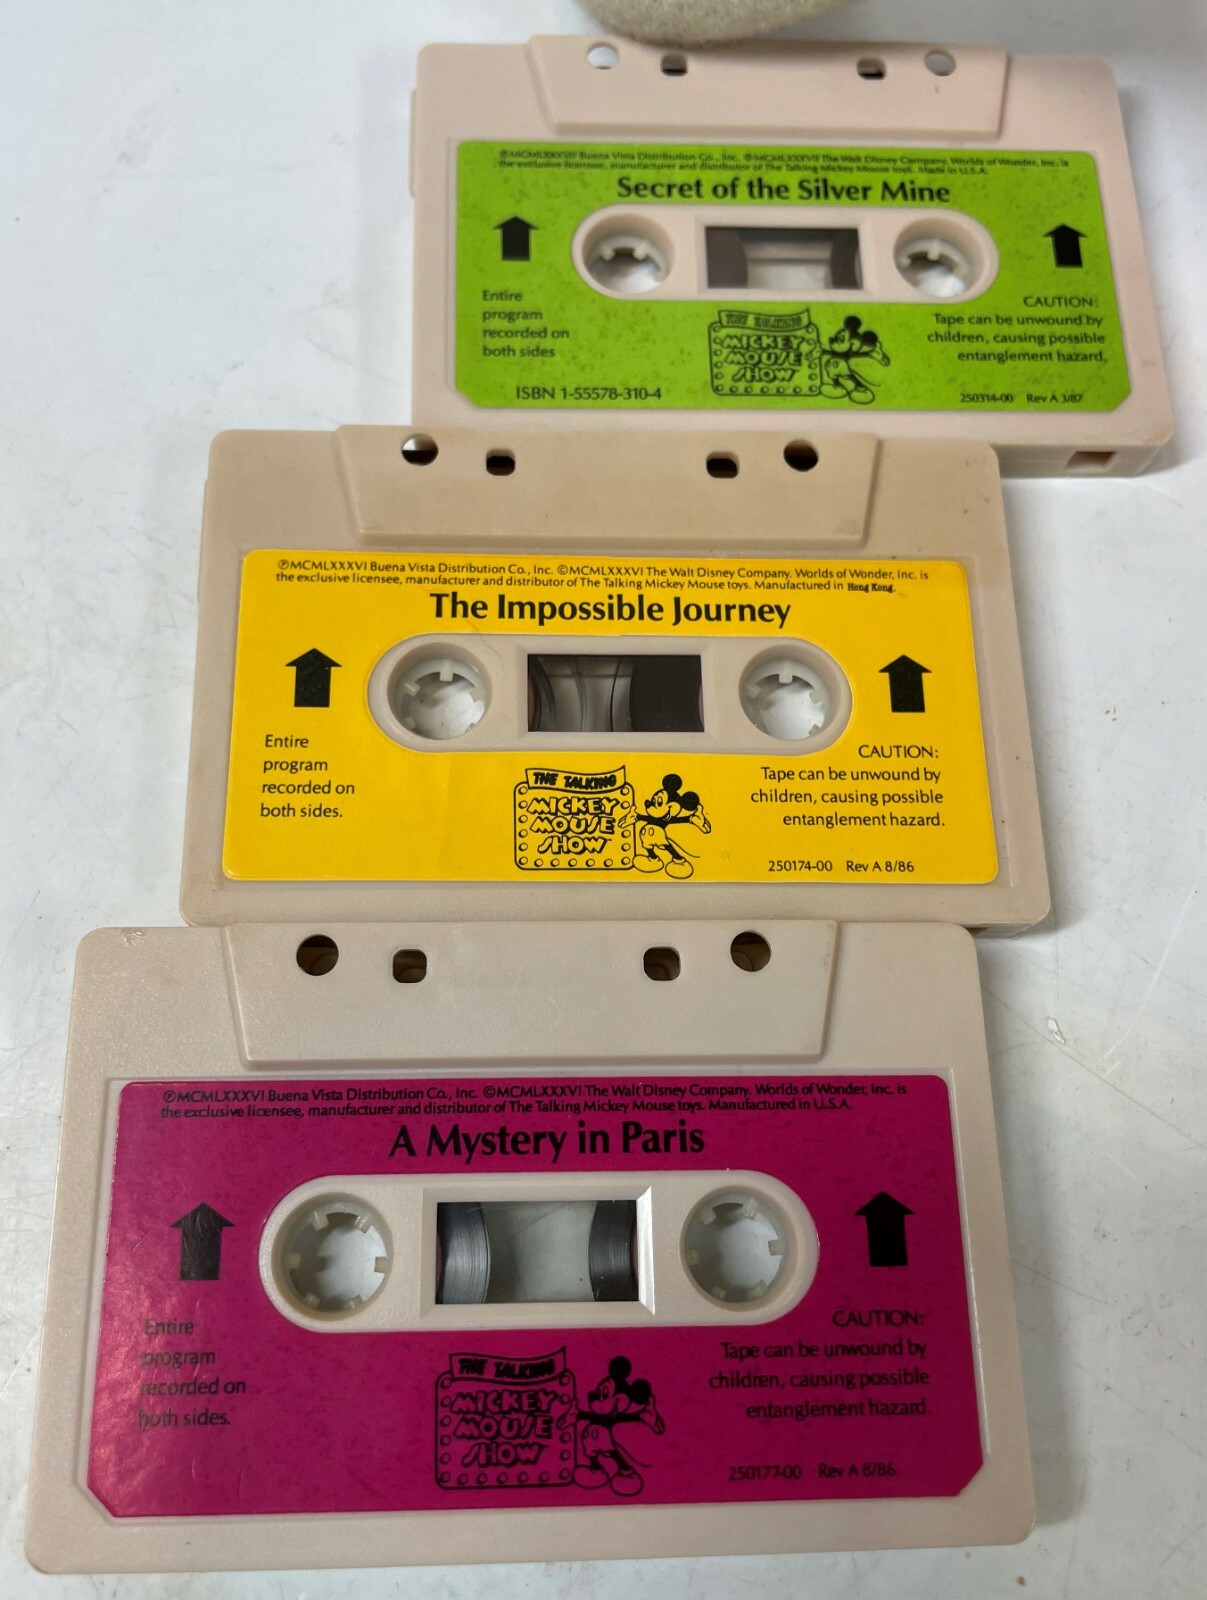 ⓅMCMLXXXVII Buena Vista Distribution Co., Inc. ©MCMLXXXVII The Walt Disney Company. Worlds of Wonder, Inc. is
the exclusive licensee, manufacturer and distributor of The Talking Mickey Mouse toys. Made in U.S.A.
Secret of the Silver Mine
Entire
program
recorded on
both sides
ISBN 1-55578-310-4
THE TALKING
MICKEY
MOUSE
SHOW
CAUTION:
Tape can be unwound by
children, causing possible
entanglement hazard.
250314-00 Rev A 3/87
ⓅMCMLXXXVI Buena Vista Distribution Co., Inc. ©MCMLXXXVI The Walt Disney Company. Worlds of Wonder, Inc. is
the exclusive licensee, manufacturer and distributor of The Talking Mickey Mouse toys. Manufactured in Hong Kong.
The Impossible Journey
Entire
program
recorded on
both sides.
THE TALKING
MICKEY
MOUSE
SHOW
CAUTION:
Tape can be unwound by
children, causing possible
entanglement hazard.
250174-00 Rev A 8/86
ⓅMCMLXXXVI Buena Vista Distribution Co., Inc. ©MCMLXXXVI The Walt Disney Company. Worlds of Wonder, Inc. is
the exclusive licensee, manufacturer and distributor of The Talking Mickey Mouse toys. Manufactured in U.S.A.
A Mystery in Paris
Entire
program
recorded on
both sides.
THE TALKING
MICKEY
MOUSE
SHOW
CAUTION:
Tape can be unwound by
children, causing possible
entanglement hazard.
250177-00 Rev A 8/86